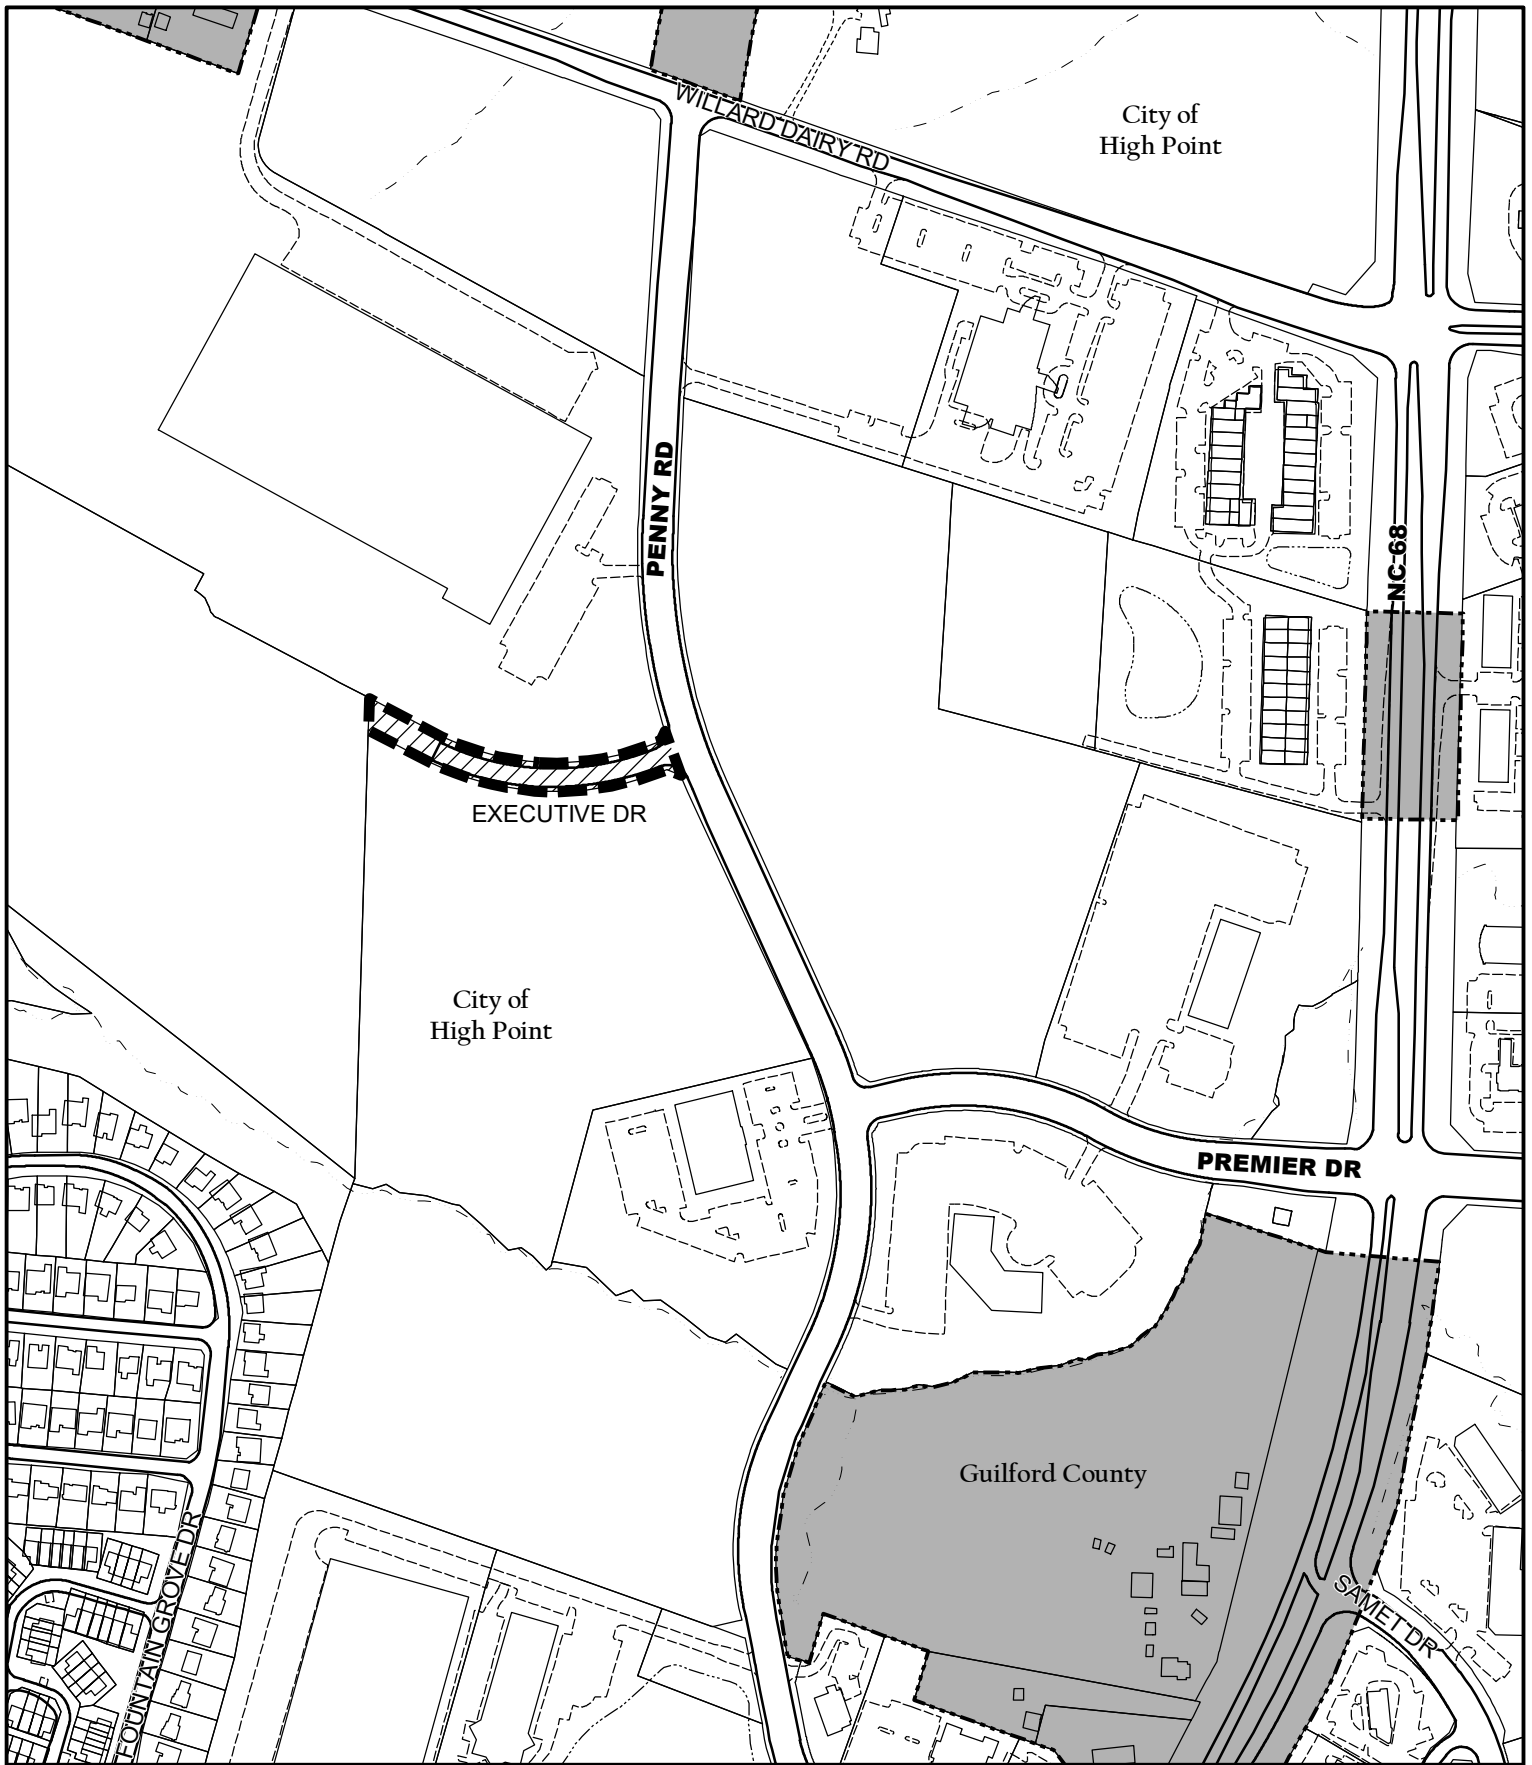 WILLARD DAIRY RD
City of
High Point
PENNY RD
NC 68
EXECUTIVE DR
City of
High Point
PREMIER DR
Guilford County
FOUNTAIN GROVE DR
SAMET DR